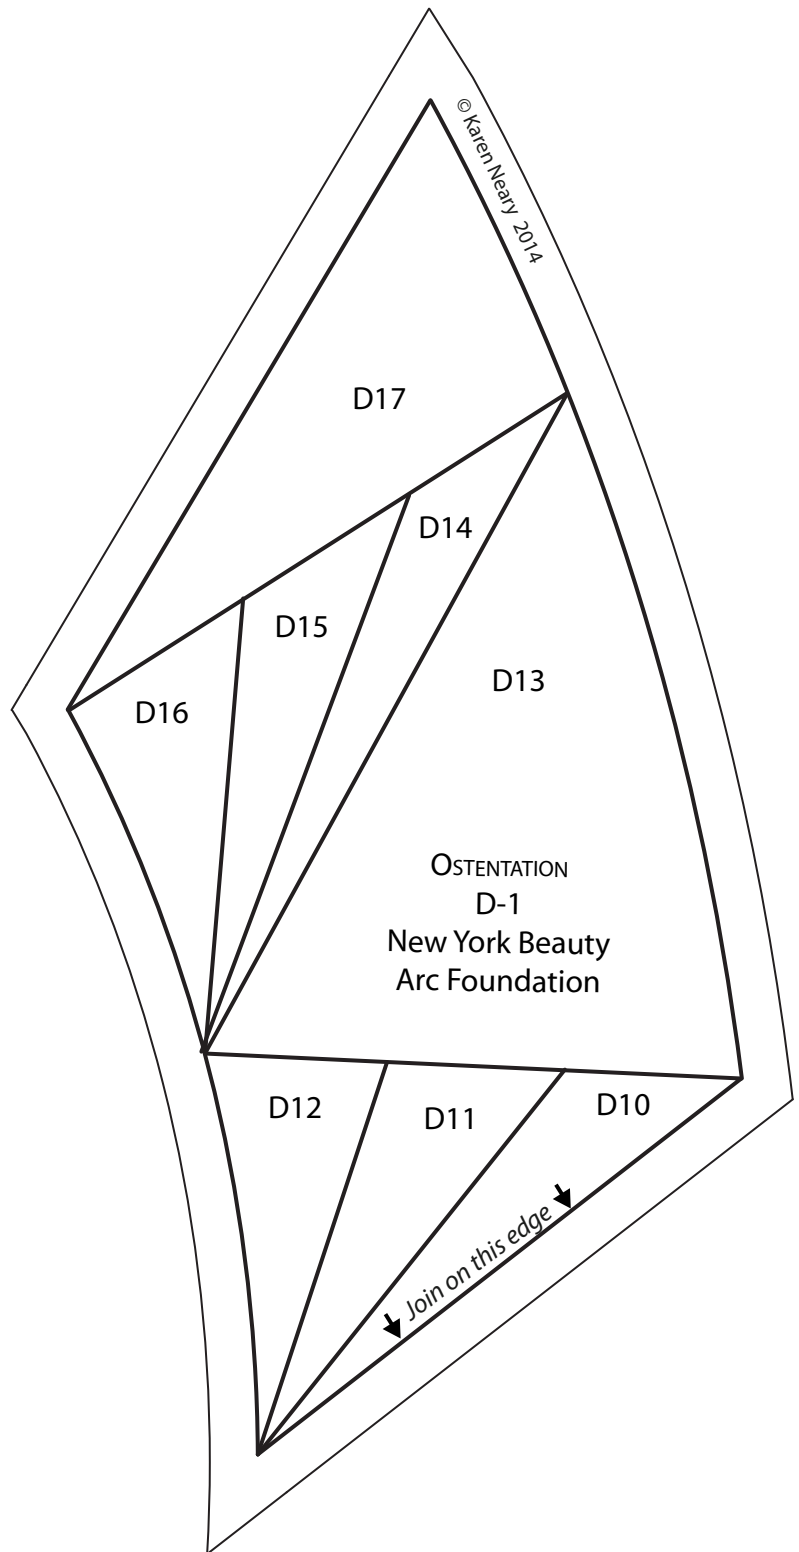 © Karen Neary 2014
D17
D14
D15
D13
D16
OSTENTATION
D-1
New York Beauty
Arc Foundation
D12
D11
D10
Join on this edge